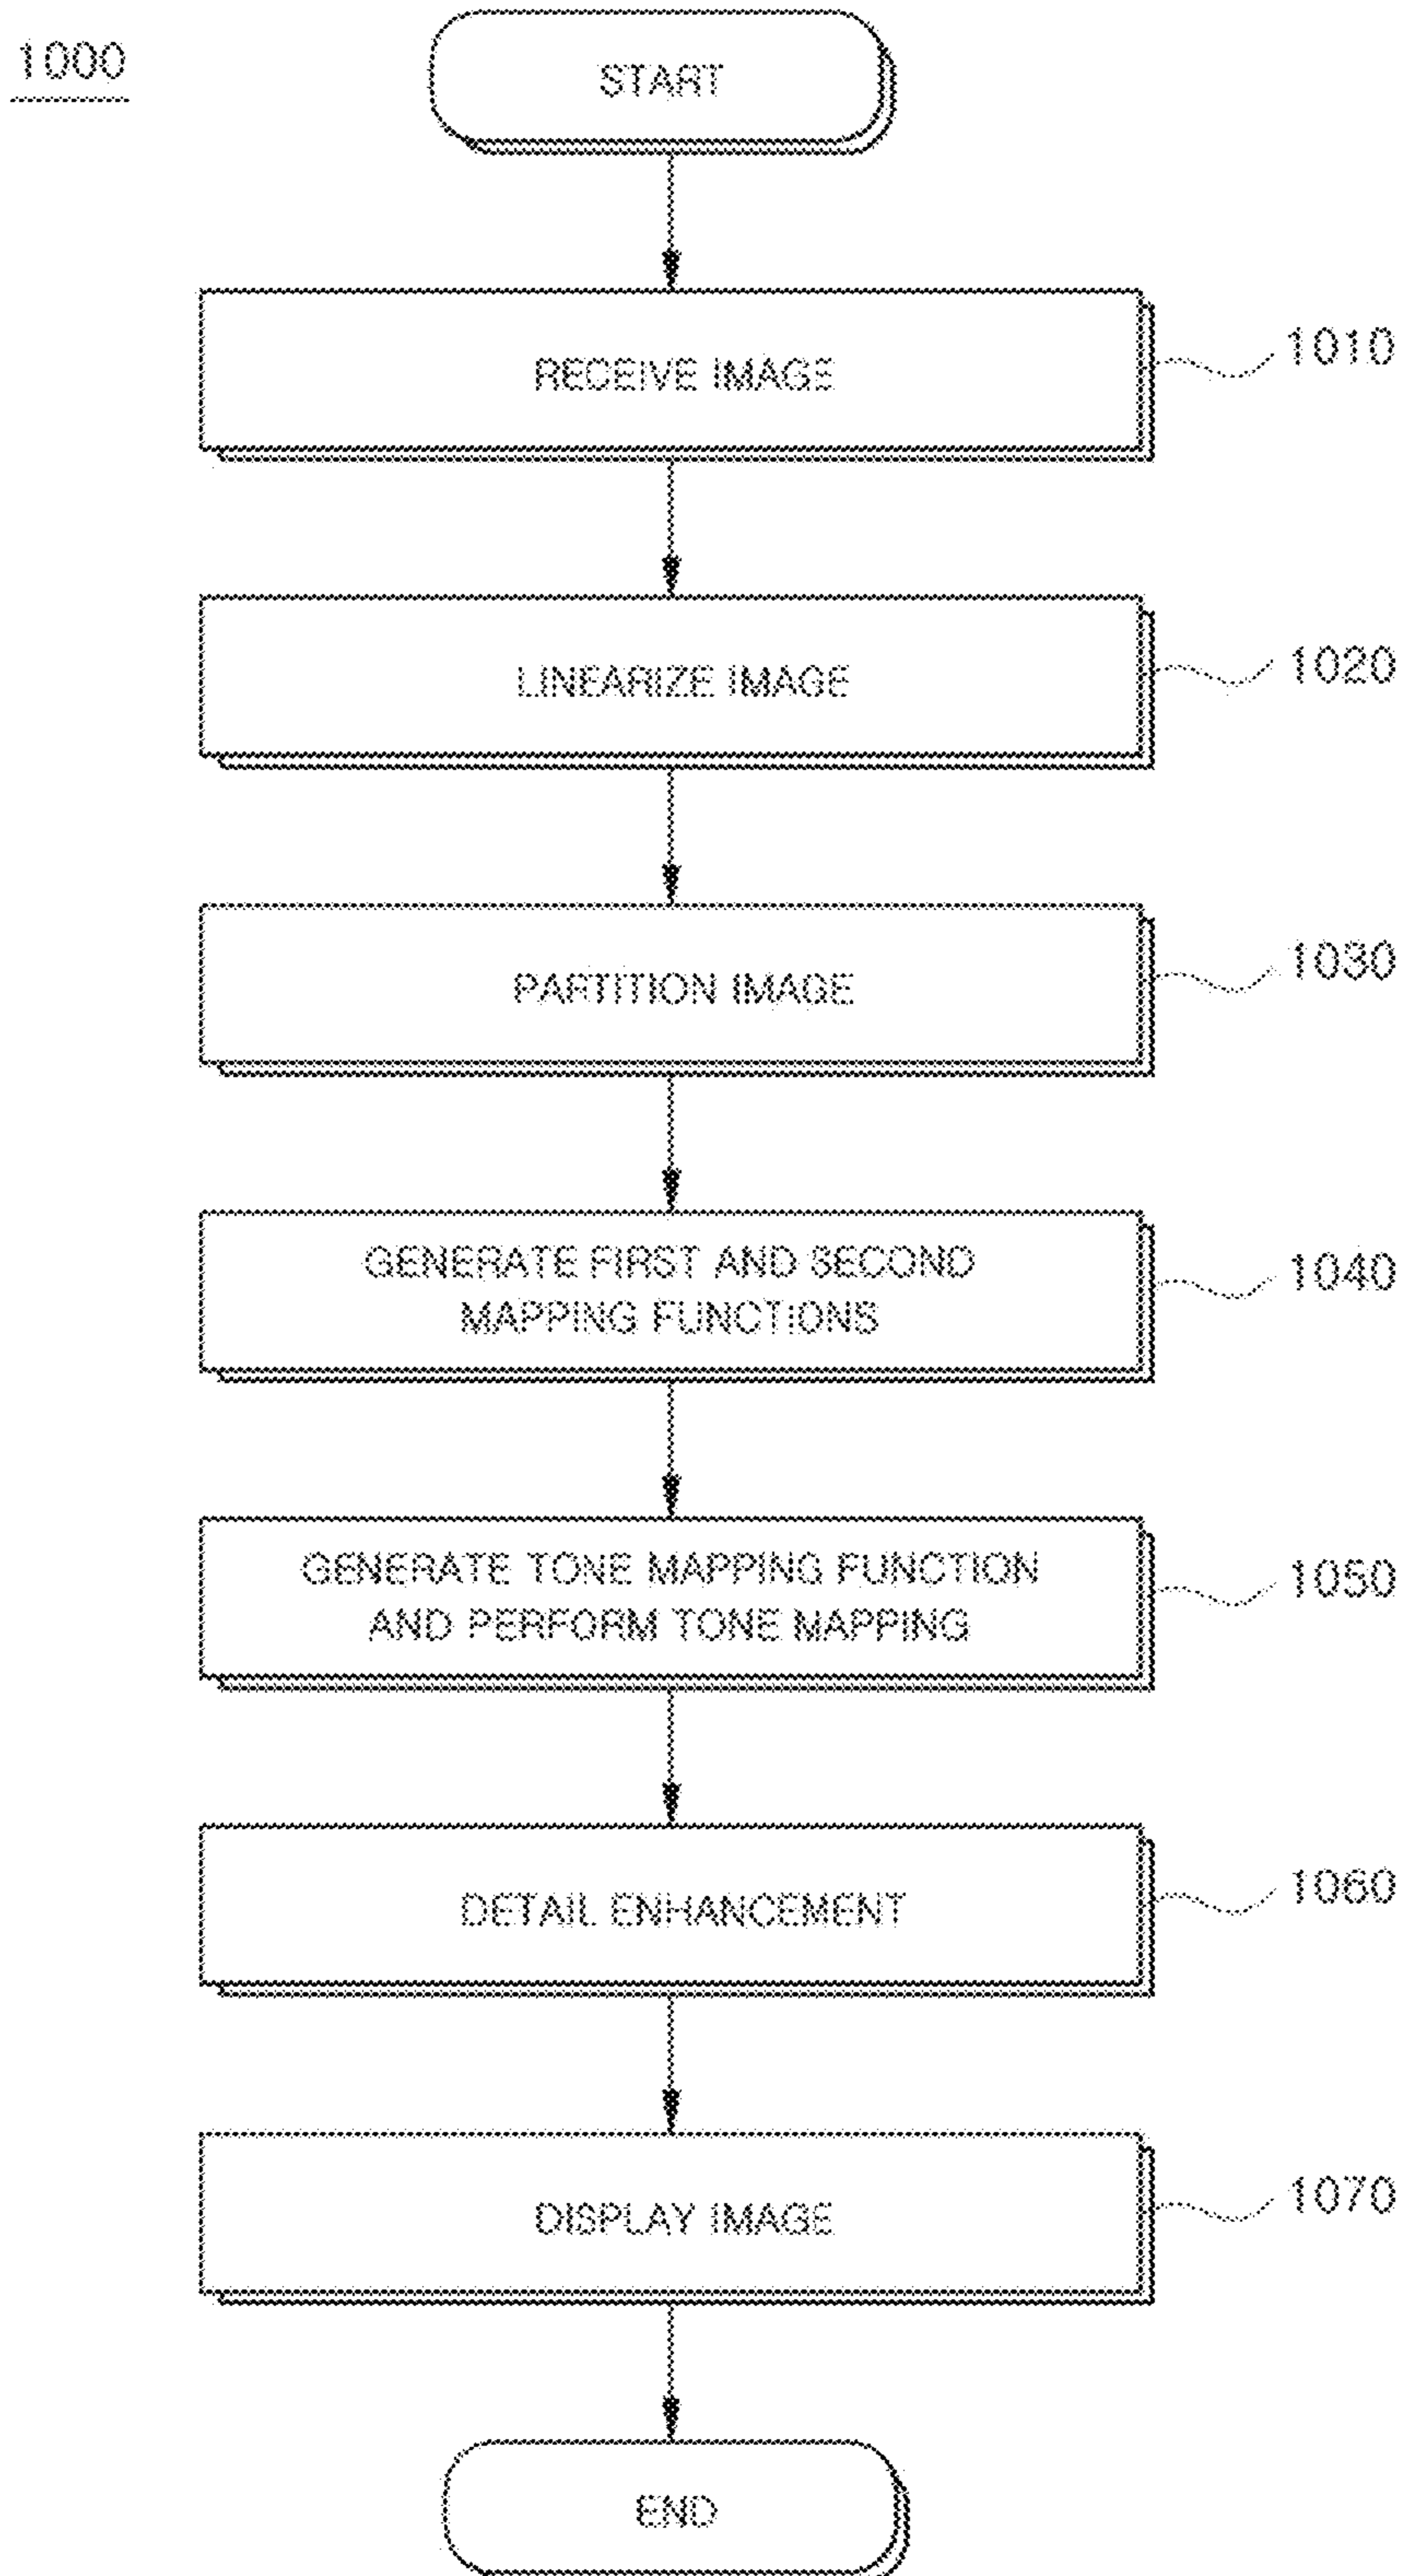 1000
START
RECEIVE IMAGE
1010
LINEARIZE IMAGE
1020
PARTITION IMAGE
1030
GENERATE FIRST AND SECOND
MAPPING FUNCTIONS
1040
GENERATE TONE MAPPING FUNCTION
AND PERFORM TONE MAPPING
1050
DETAIL ENHANCEMENT
1060
DISPLAY IMAGE
1070
END